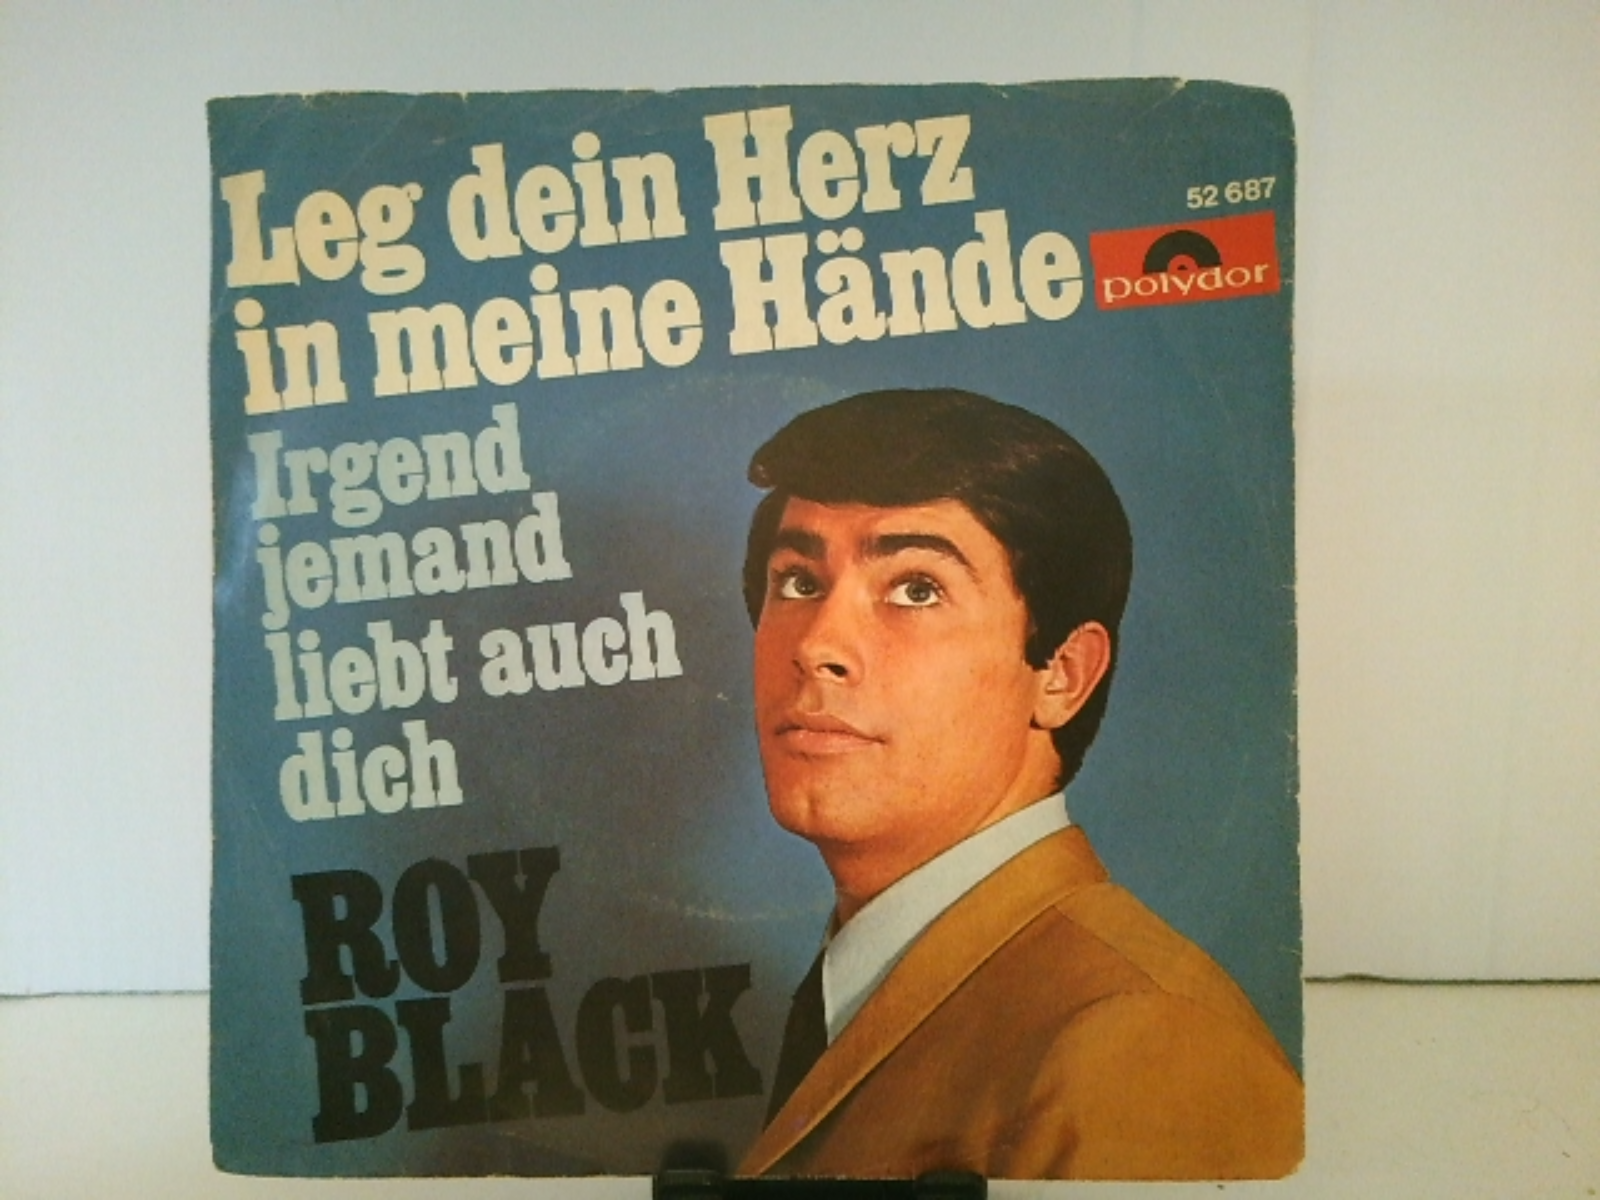 Leg dein Herz
in meine Hände
52 687
polydor
Irgend
jemand
liebt auch
dich
ROY
BLACK